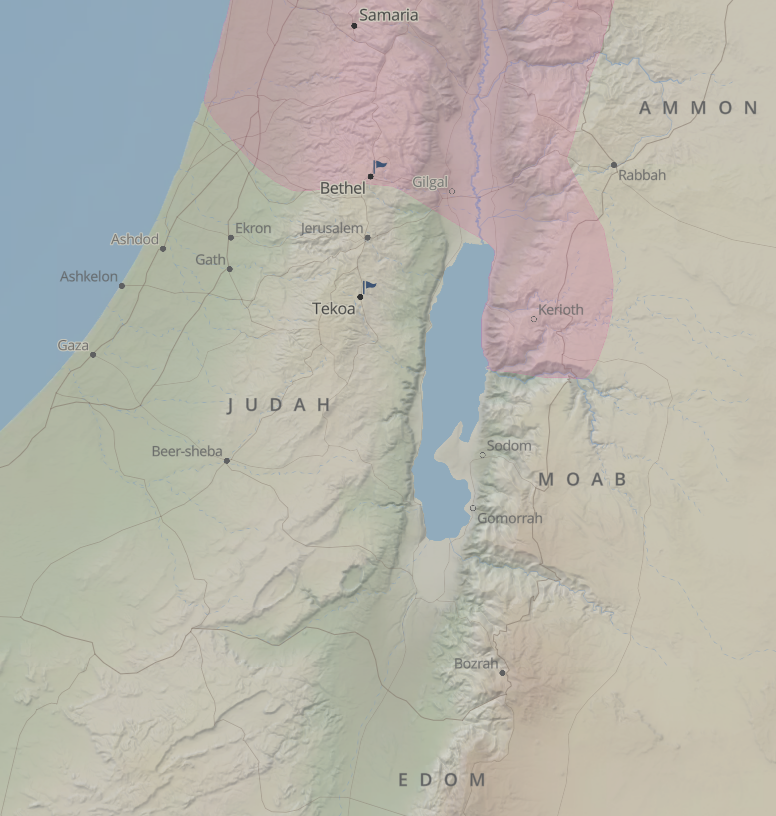 Samaria
AMMON
Rabbah
Bethel
Gilgal
Ekron
Jerusalem
Ashdod
Gath
Ashkelon
Tekoa
Kerioth
Gaza
JUDAH
Beer-sheba
Sodom
MOAB
Gomorrah
Bozrah
EDOM